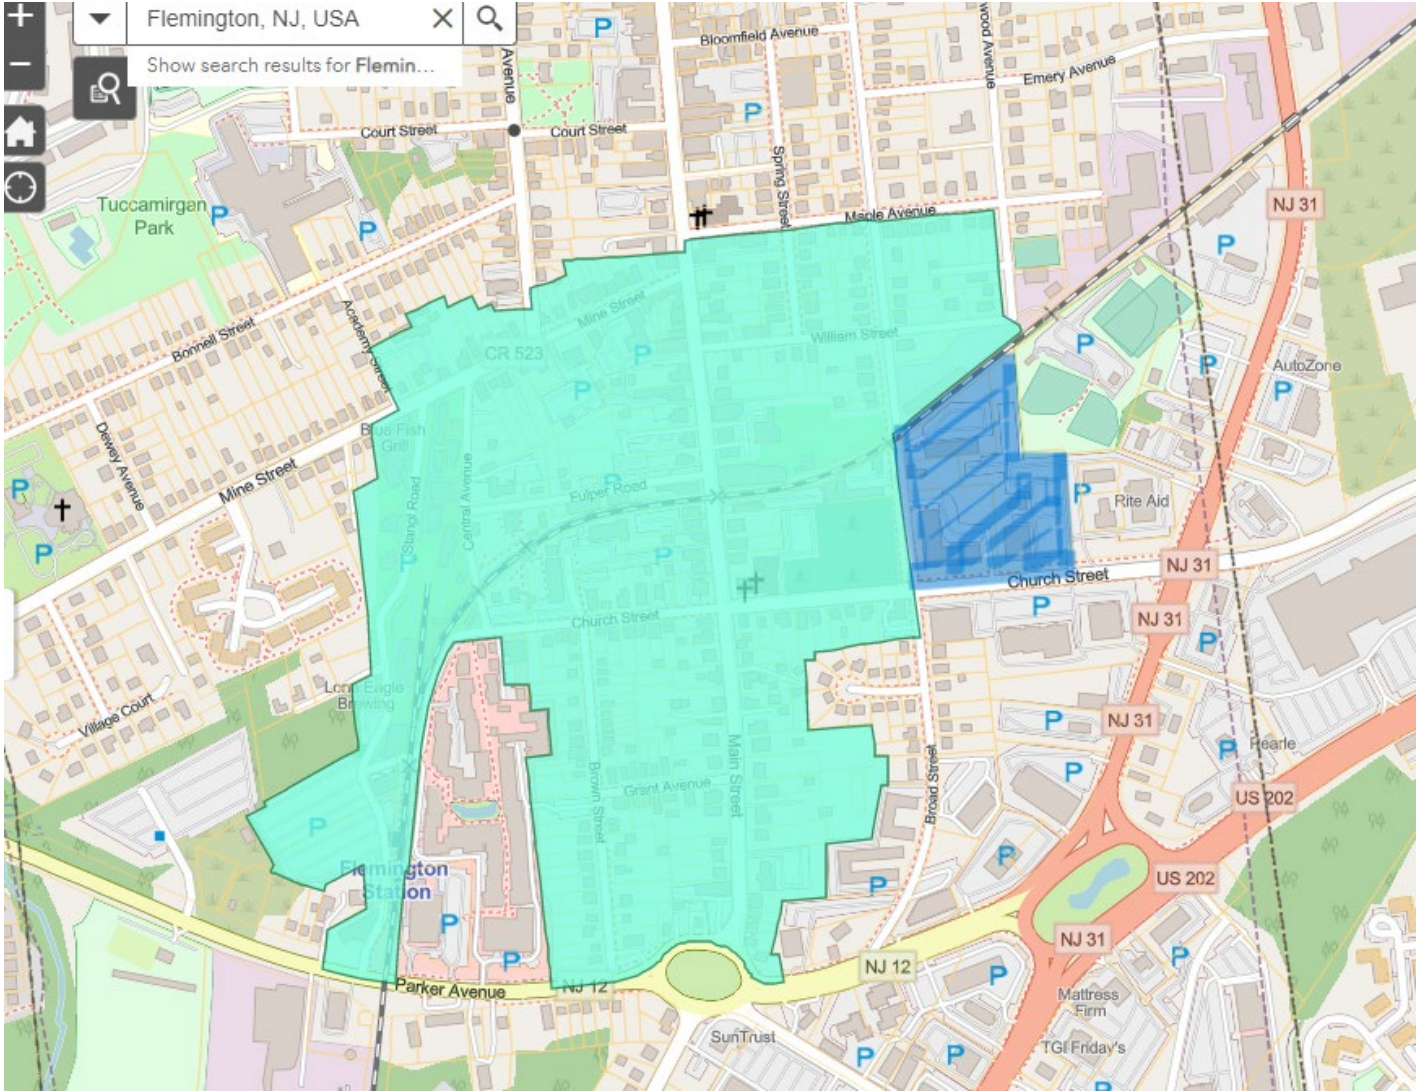 Flemington, NJ, USA
Show search results for Flemin...
P
Bloomfield Avenue
Avenue
wood Avenue
Emery Avenue
P
Court Street
Court Street
Spring Street
Tuccamirgan
Park
P
P
Maple Avenue
NJ 31
P
Academy Street
Mine Street
Bonnell Street
William Street
CR 523
P
P
P
AutoZone
P
P
Blue Fish
Grill
Dewey Avenue
Mine Street
Central Avenue
Stangl Road
P
Fulper Road
P
P
Rite Aid
P
P
P
NJ 31
Church Street
P
Church Street
NJ 31
P
Lone Eagle
Brewing
Village Court
P
NJ 31
Main Street
Pearle
P
Broad Street
P
Brown Street
Grant Avenue
US 202
P
P
Flemington
Station
P
US 202
P
NJ 31
P
P
NJ 12
P
Parker Avenue
NJ 12
Mattress
Firm
SunTrust
P
P
TGI Friday's
P